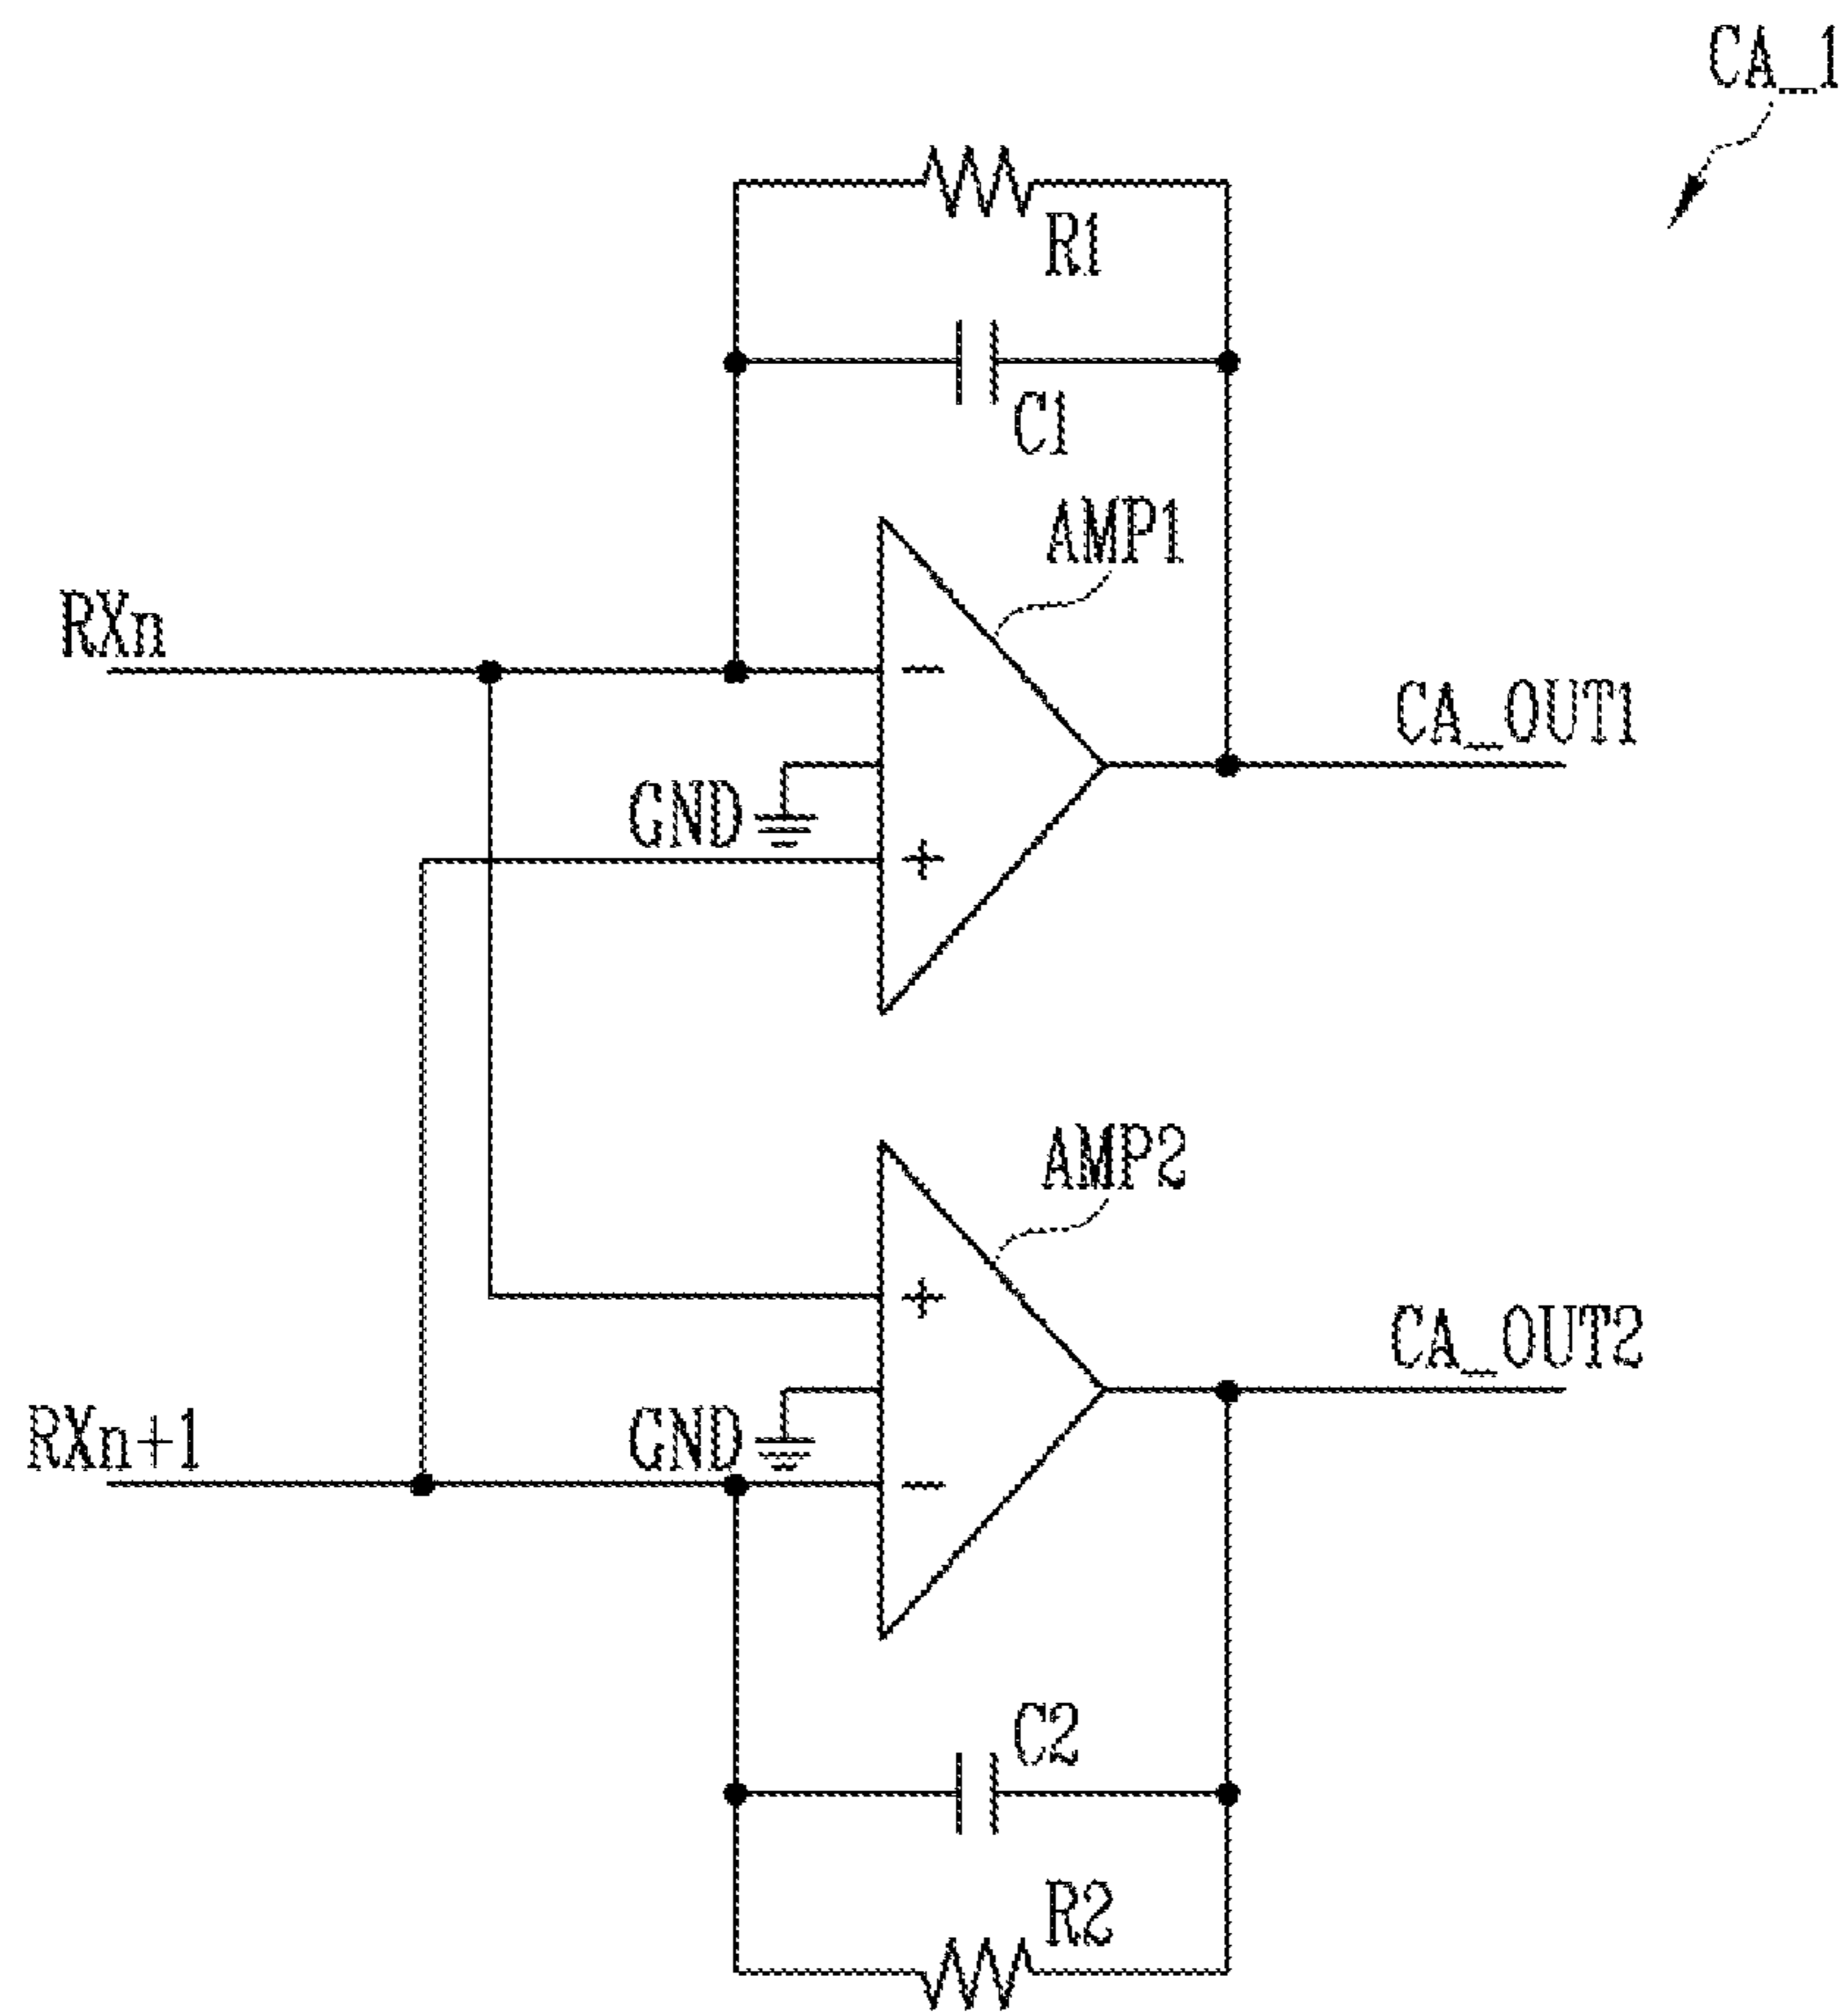 CA_1
R1
C1
AMP1
RXn
-
CA_OUT1
GND
+
AMP2
+
CA_OUT2
RXn+1
GND
-
C2
R2